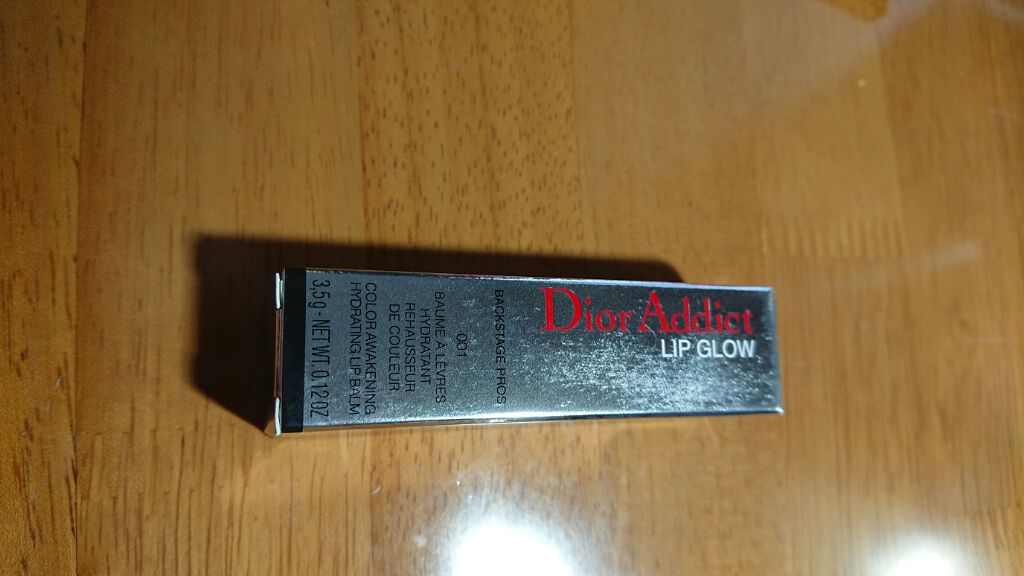 Dior Addict
LIP GLOW
BACKSTAGE PROS
001
BAUME À LÈVRES
HYDRATANT
REHAUSSEUR
DE COULEUR
COLOR AWAKENING
HYDRATING LIP BALM
3.5g - NET WT. 0.12 OZ